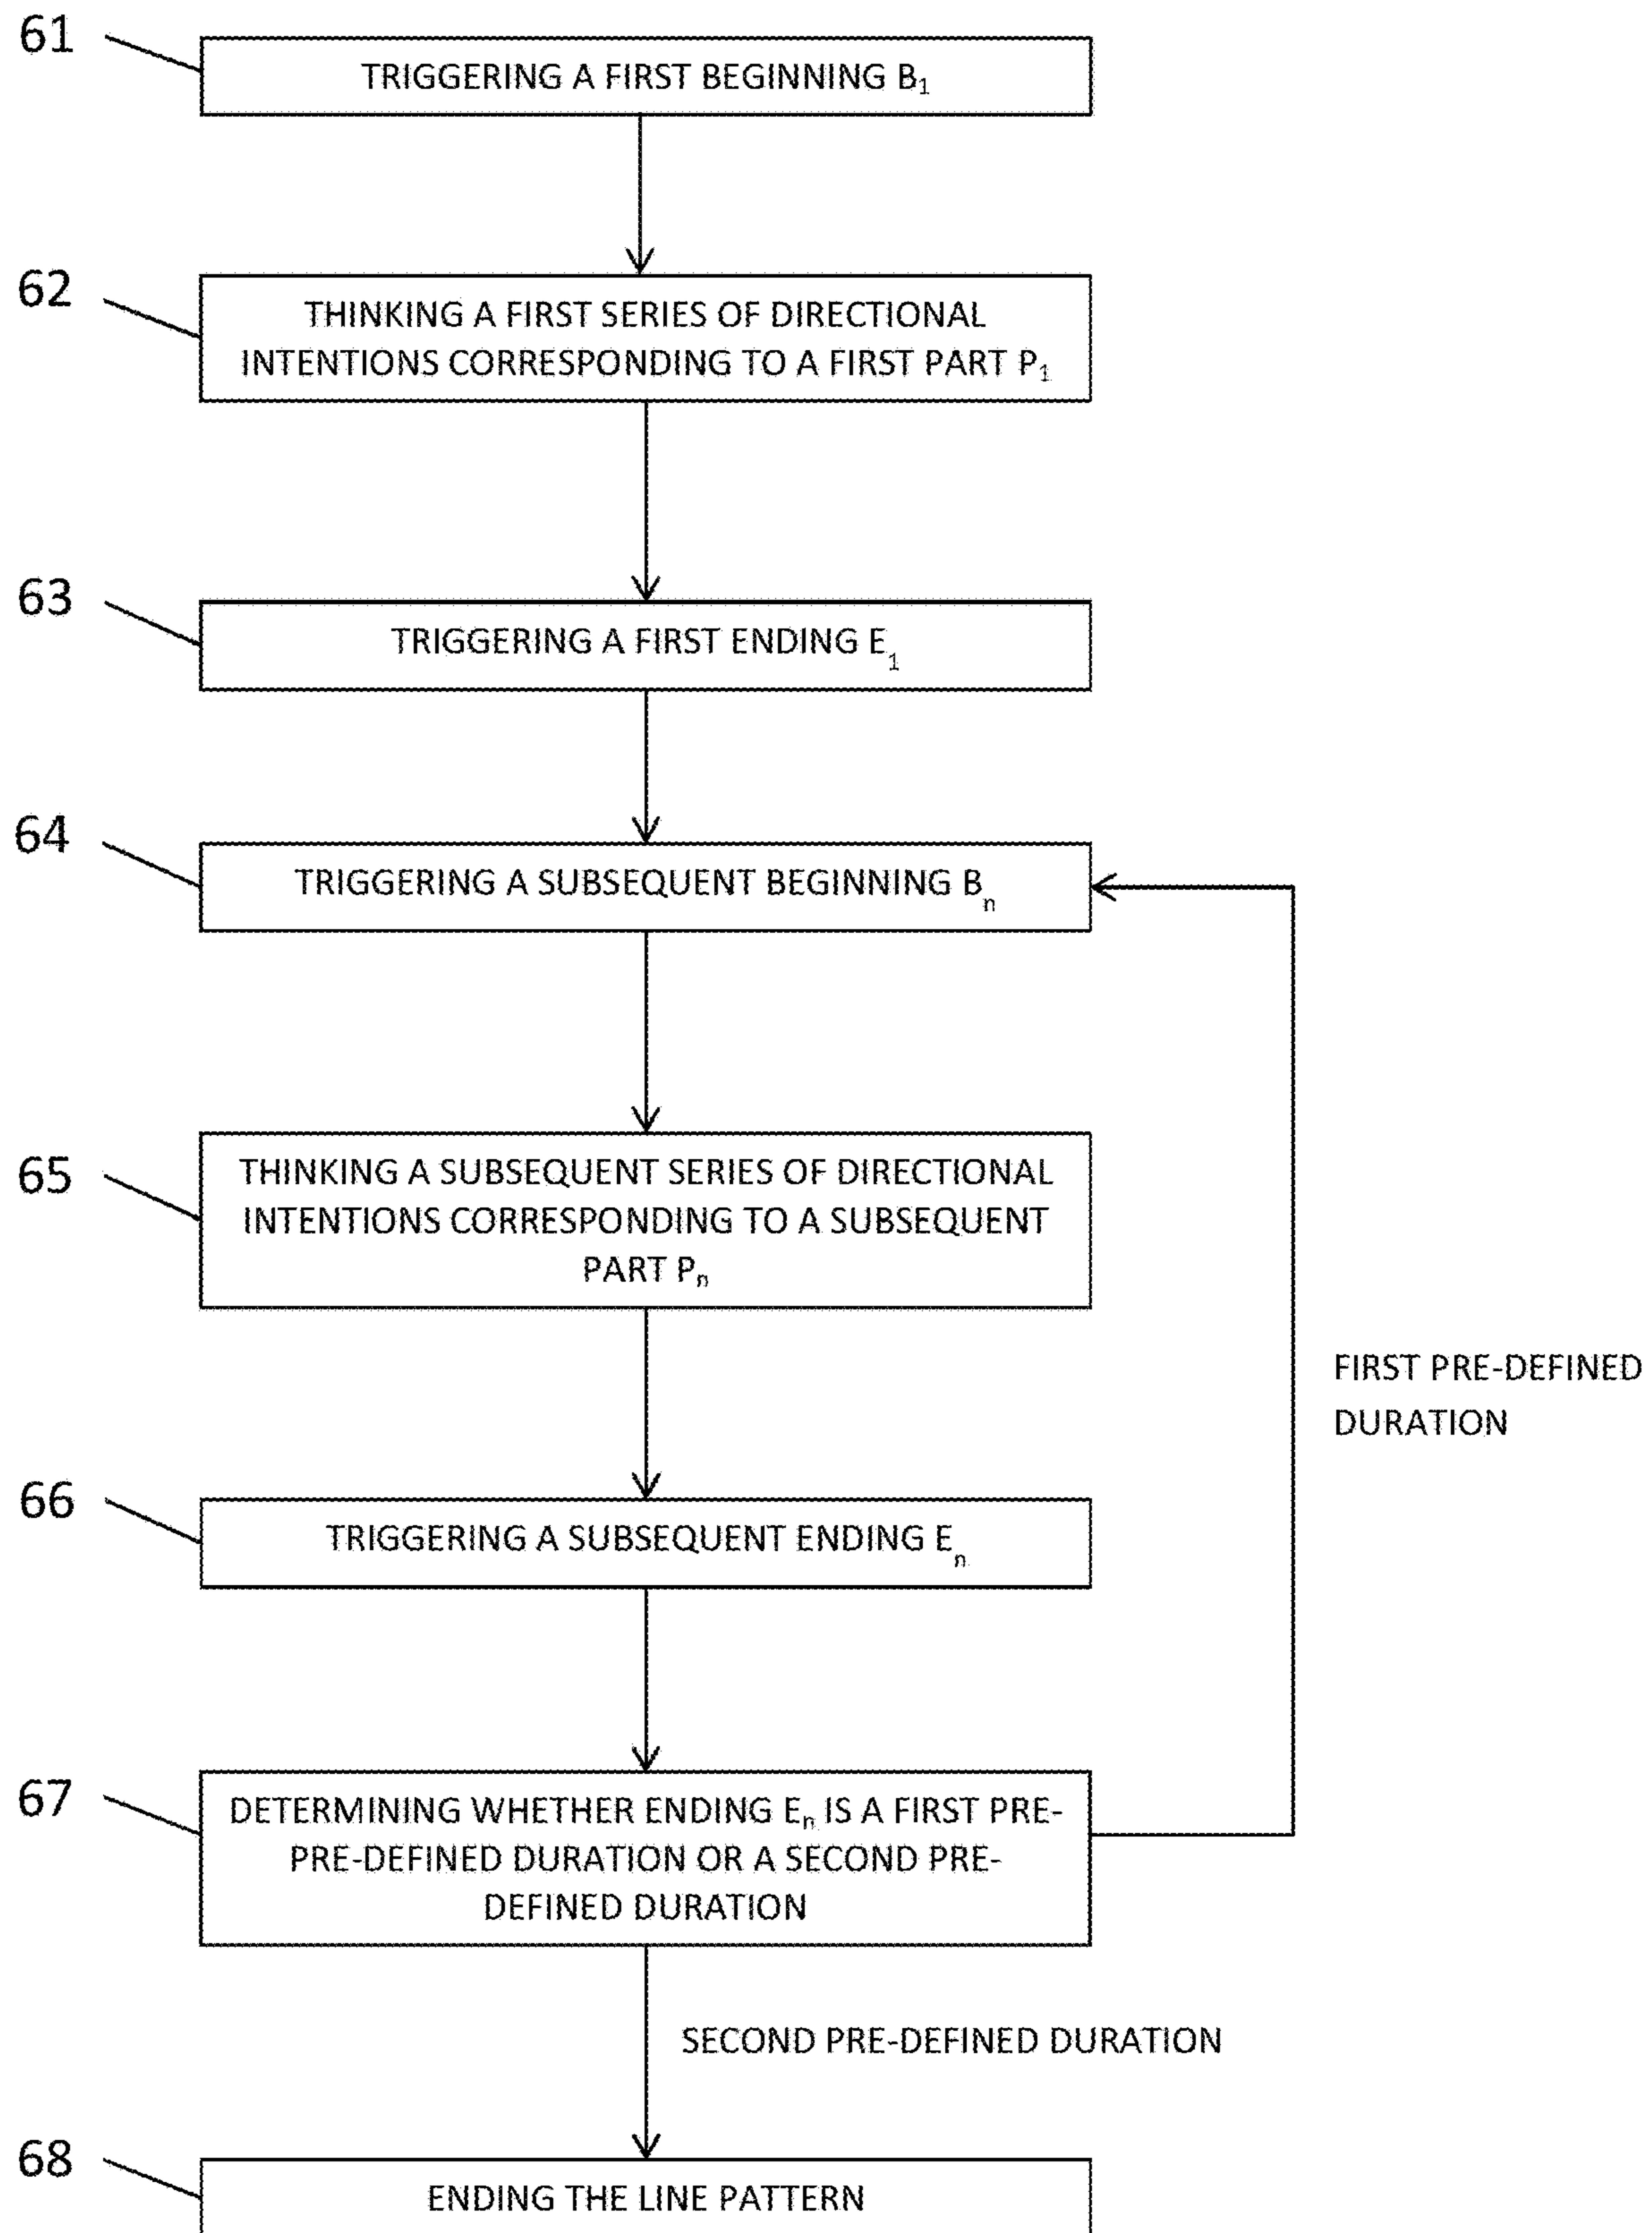 61
TRIGGERING A FIRST BEGINNING B₁
62
THINKING A FIRST SERIES OF DIRECTIONAL
INTENTIONS CORRESPONDING TO A FIRST PART P₁
63
TRIGGERING A FIRST ENDING E₁
64
TRIGGERING A SUBSEQUENT BEGINNING Bₙ
65
THINKING A SUBSEQUENT SERIES OF DIRECTIONAL
INTENTIONS CORRESPONDING TO A SUBSEQUENT
PART Pₙ
FIRST PRE-DEFINED
DURATION
66
TRIGGERING A SUBSEQUENT ENDING Eₙ
67
DETERMINING WHETHER ENDING Eₙ IS A FIRST PRE-
PRE-DEFINED DURATION OR A SECOND PRE-
DEFINED DURATION
SECOND PRE-DEFINED DURATION
68
ENDING THE LINE PATTERN